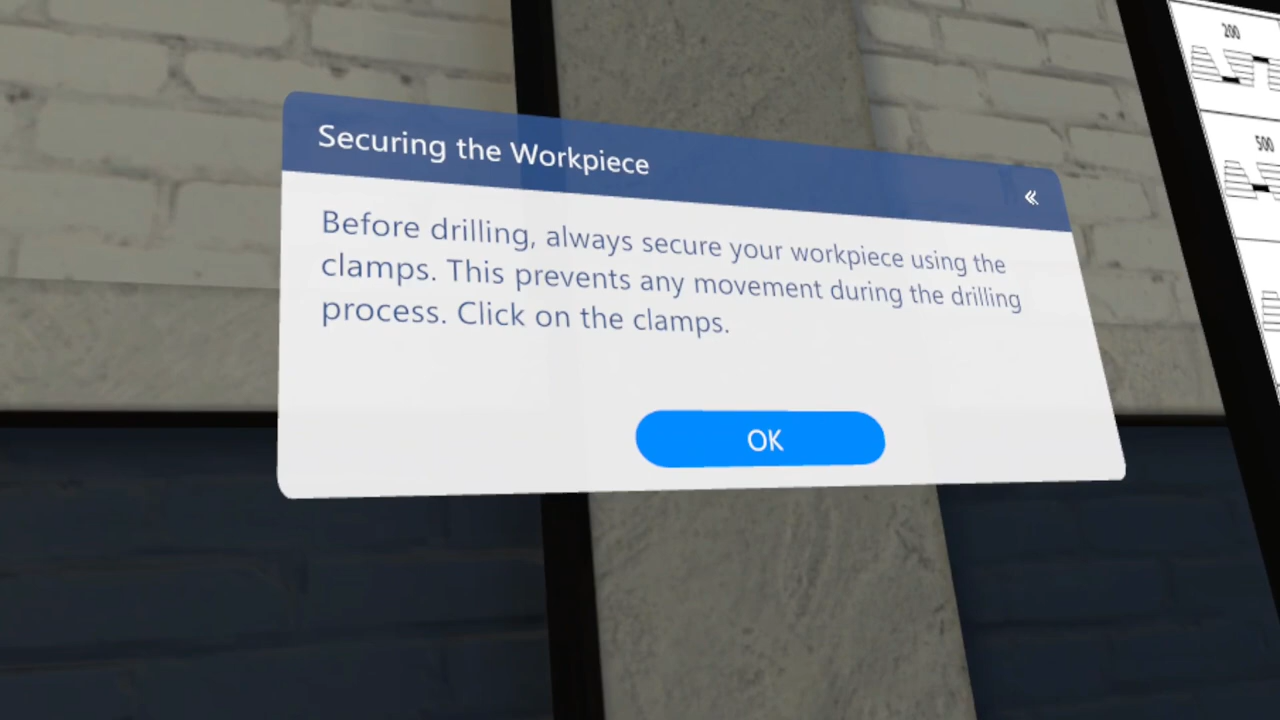 Securing the Workpiece
«
Before drilling, always secure your workpiece using the
clamps. This prevents any movement during the drilling
process. Click on the clamps.
OK
200
500